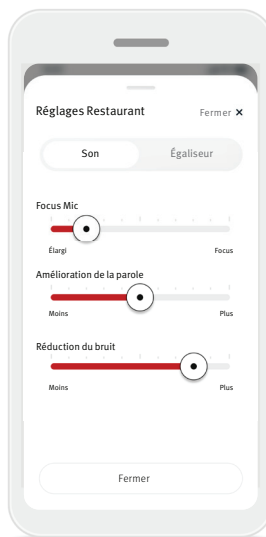 Réglages Restaurant Fermer ×
Son Égaliseur
Focus Mic
Élargi Focus
Amélioration de la parole
Moins Plus
Réduction du bruit
Moins Plus
Fermer